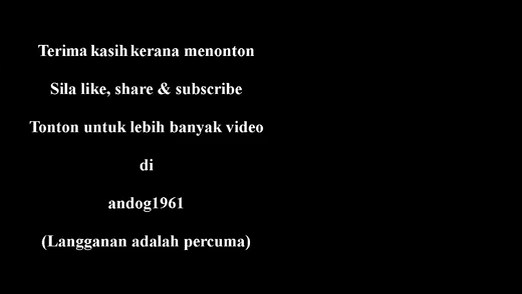 Terima kasih kerana menonton
Sila like, share & subscribe
Tonton untuk lebih banyak video
di
andog1961
(Langganan adalah percuma)